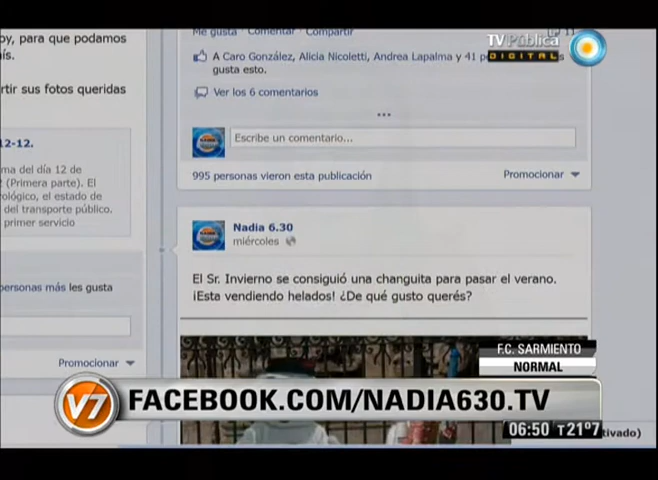 oy, para que podamos
ís.
rtir sus fotos queridas
12-12.
ma del día 12 de
(Primera parte). El
ológico, el estado de
del transporte público.
primer servicio
personas más les gusta
Promocionar
Me gusta · Comentar · Compartir
11
A Caro González, Alicia Nicoletti, Andrea Lapalma y 41 p
gusta esto.
Ver los 6 comentarios
Escribe un comentario...
995 personas vieron esta publicación
Promocionar
Nadia 6.30
miércoles
El Sr. Invierno se consiguió una changuita para pasar el verano.
¡Esta vendiendo helados! ¿De qué gusto querés?
TV Pública
DIGITAL
F.C. SARMIENTO
NORMAL
V7
FACEBOOK.COM/NADIA630.TV
06:50 T21°7
tivado)